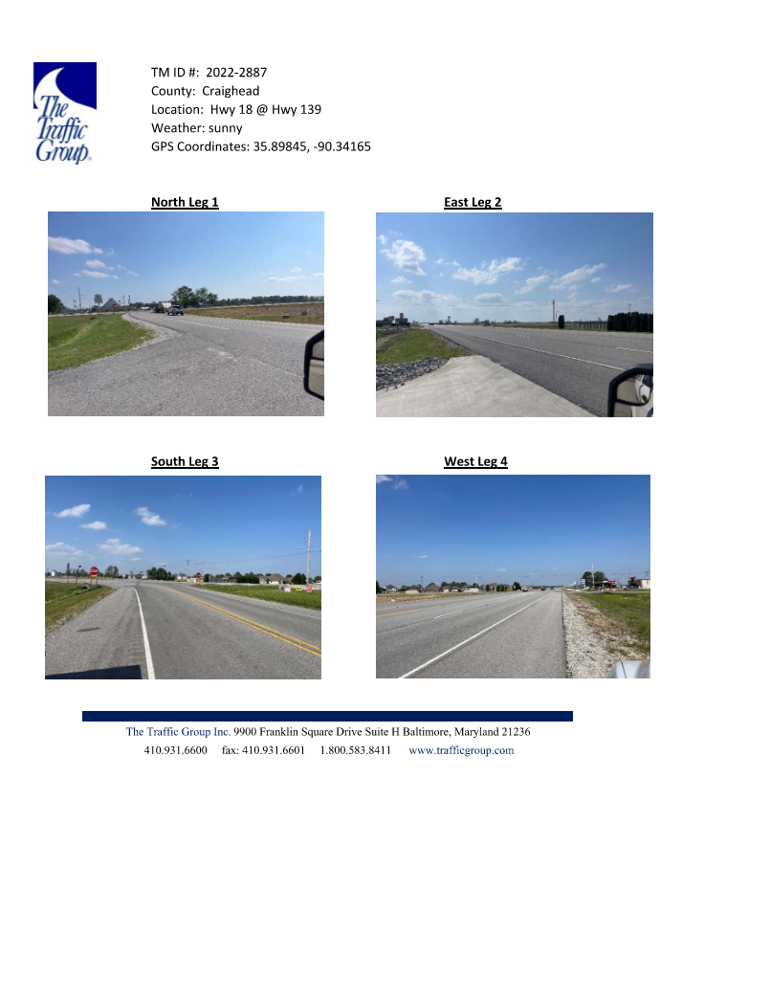 The
Traffic
Group®
TM ID #: 2022-2887
County: Craighead
Location: Hwy 18 @ Hwy 139
Weather: sunny
GPS Coordinates: 35.89845, -90.34165
North Leg 1
East Leg 2
South Leg 3
West Leg 4
The Traffic Group Inc. 9900 Franklin Square Drive Suite H Baltimore, Maryland 21236
410.931.6600 fax: 410.931.6601 1.800.583.8411 www.trafficgroup.com